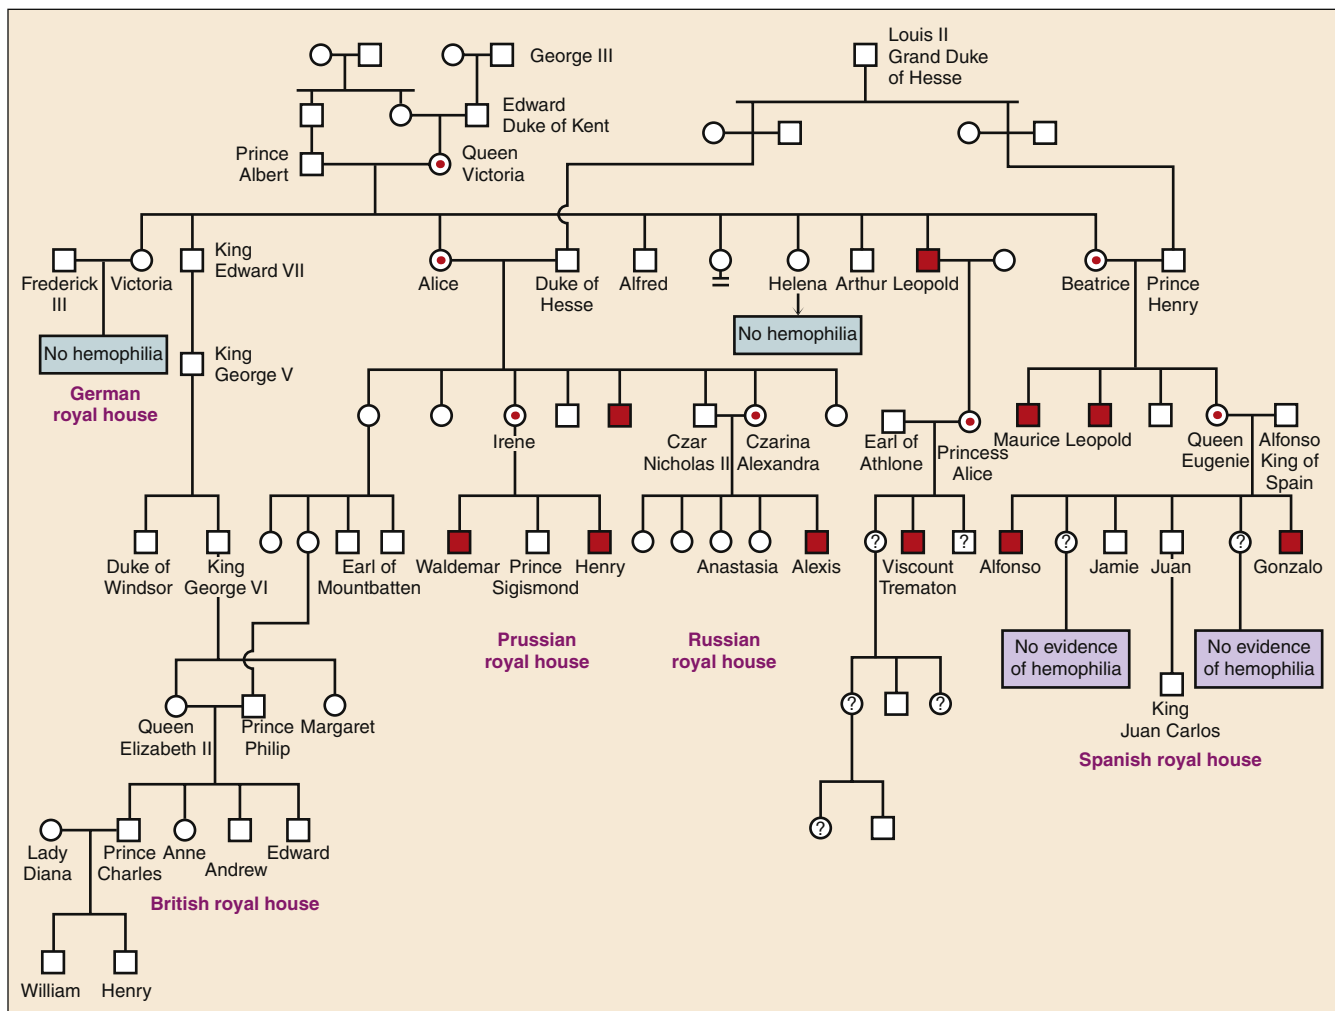 George III
Louis II
Grand Duke
of Hesse
Edward
Duke of Kent
Prince
Albert
Queen
Victoria
Frederick
III
Victoria
King
Edward VII
Alice
Duke of
Hesse
Alfred
Helena
Arthur
Leopold
Beatrice
Prince
Henry
No hemophilia
No hemophilia
King
George V
German
royal house
Irene
Czar
Nicholas II
Czarina
Alexandra
Earl of
Athlone
Princess
Alice
Maurice
Leopold
Queen
Eugenie
Alfonso
King of
Spain
?
?
?
?
Duke of
Windsor
King
George VI
Earl of
Mountbatten
Waldemar
Prince
Sigismond
Henry
Anastasia
Alexis
Viscount
Trematon
Alfonso
Jamie
Juan
Gonzalo
Prussian
royal house
Russian
royal house
No evidence
of hemophilia
No evidence
of hemophilia
?
?
Queen
Elizabeth II
Prince
Philip
Margaret
King
Juan Carlos
Spanish royal house
?
Lady
Diana
Prince
Charles
Anne
Andrew
Edward
British royal house
William
Henry